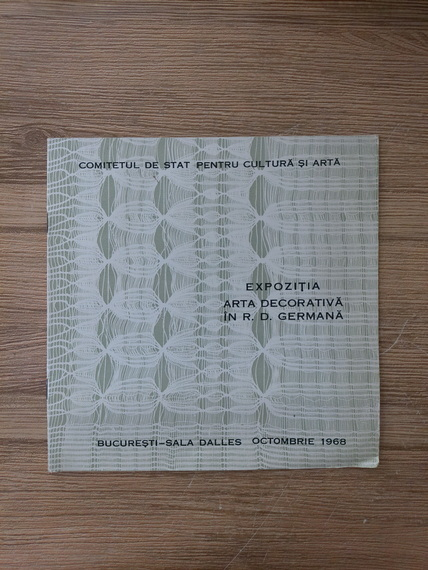 COMITETUL DE STAT PENTRU CULTURĂ ȘI ARTĂ
EXPOZIȚIA
ARTA DECORATIVĂ
ÎN R. D. GERMANĂ
BUCUREȘTI–SALA DALLES OCTOMBRIE 1968